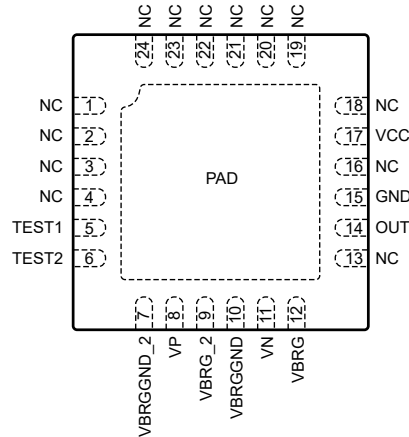 NC NC NC NC NC NC
24 23 22 21 20 19
NC 1
NC 2
NC 3
NC 4
TEST1 5
TEST2 6
PAD
18 NC
17 VCC
16 NC
15 GND
14 OUT
13 NC
7 8 9 10 11 12
VBRGGND_2
VP
VBRG_2
VBRGGND
VN
VBRG